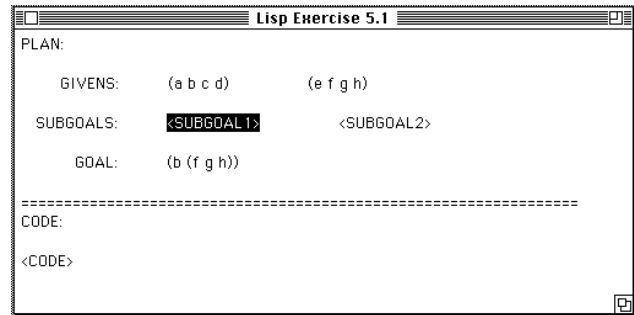 Lisp Exercise 5.1
PLAN:
GIVENS: (a b c d) (e f g h)
SUBGOALS: <SUBGOAL1> <SUBGOAL2>
GOAL: (b (f g h))
=============================================================
CODE:
<CODE>